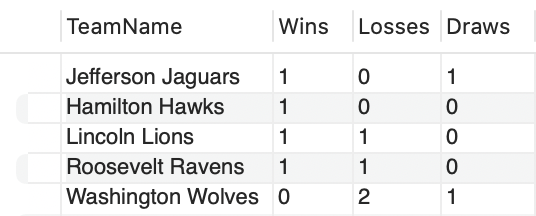 TeamName Wins Losses Draws
Jefferson Jaguars 1 0 1
Hamilton Hawks 1 0 0
Lincoln Lions 1 1 0
Roosevelt Ravens 1 1 0
Washington Wolves 0 2 1